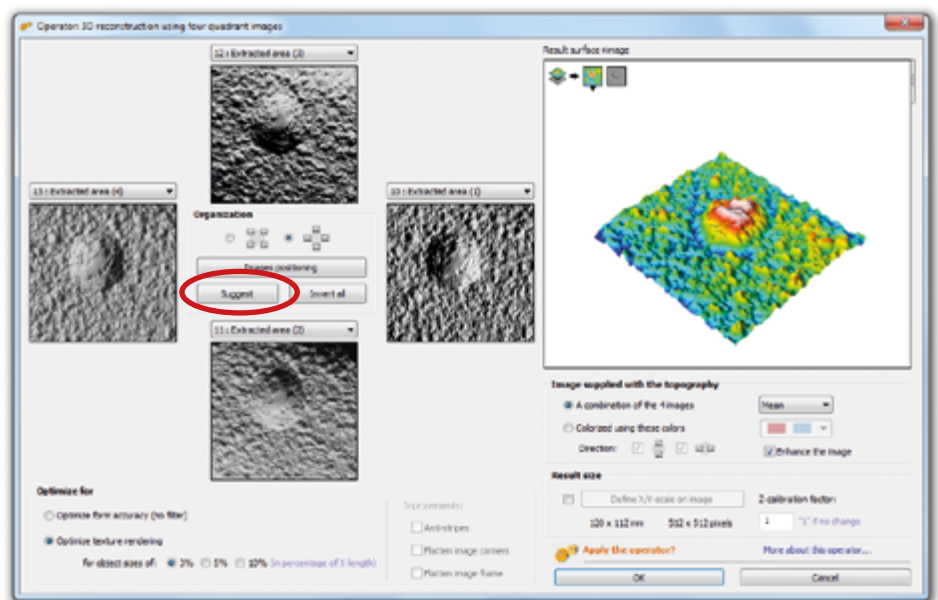 Operator: 3D reconstruction using four quadrant images
12 : Extracted area (3)
Result surface image
13 : Extracted area (4)
10 : Extracted area (1)
Organization
Images positioning
Suggest
Invert all
11 : Extracted area (2)
Image supplied with the topography
A combination of the 4 images
Mean
Colorized using these colors
Direction:
Enhance the image
Optimize for
Optimize form accuracy (no filter)
Optimize texture rendering
for object sizes of: 3% 5% 10% (in percentage of X length)
Improvements:
Anti-stripes
Flatten image corners
Flatten image frame
Result size
Define X/Y scale on image
Z-calibration factor:
512 x 512 pixels
1 "1" if no change
Apply the operator?
More about this operator...
OK
Cancel